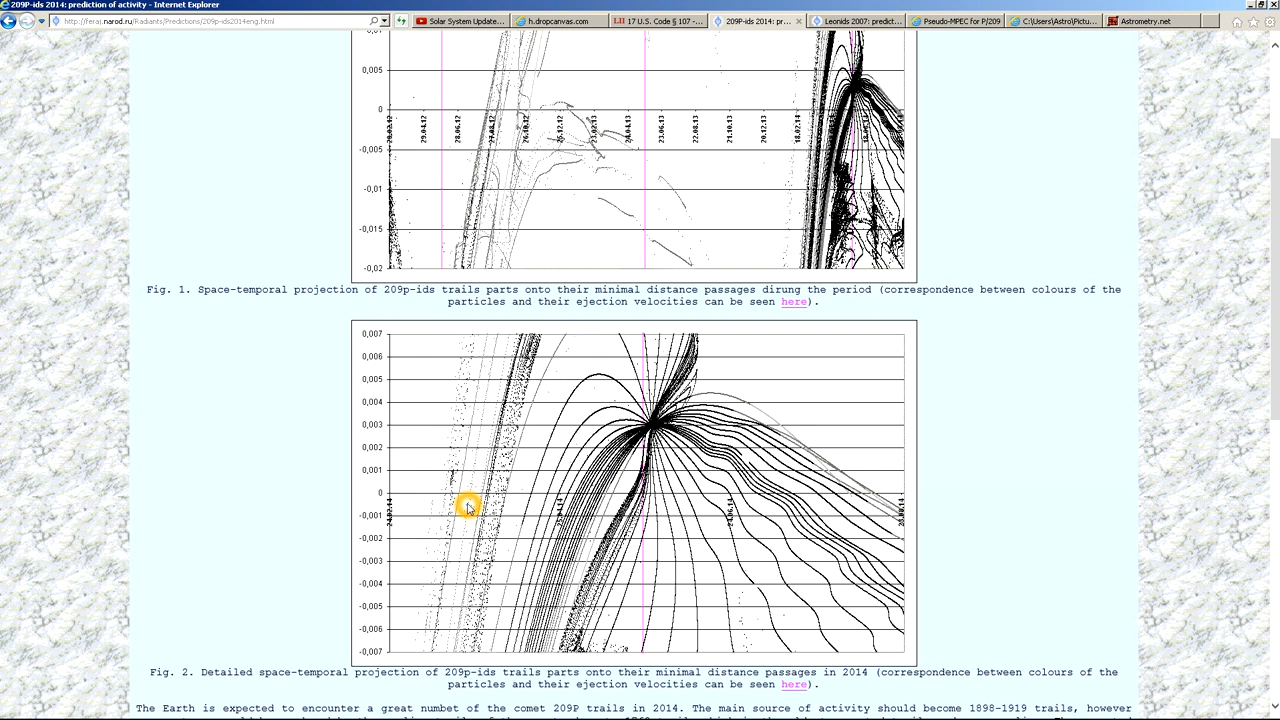 209P-ids 2014: prediction of activity - Internet Explorer
http://feraj.narod.ru/Radiants/Predictions/209p-ids2014eng.html
Solar System Update...
h.dropcanvas.com
17 U.S. Code § 107 -...
209P-ids 2014: p...
Leonids 2007: predict...
Pseudo-MPEC for P/209
C:\Users\Astro\Pictu...
Astrometry.net
0,005
0
-0,005
-0,01
-0,015
-0,02
Fig. 1. Space-temporal projection of 209p-ids trails parts onto their minimal distance passages dirung the period (correspondence between colours of the
particles and their ejection velocities can be seen here).
0,007
0,006
0,005
0,004
0,003
0,002
0,001
0
-0,001
-0,002
-0,003
-0,004
-0,005
-0,006
-0,007
Fig. 2. Detailed space-temporal projection of 209p-ids trails parts onto their minimal distance passages in 2014 (correspondence between colours of the
particles and their ejection velocities can be seen here).
The Earth is expected to encounter a great numbet of the comet 209P trails in 2014. The main source of activity should become 1898-1919 trails, however